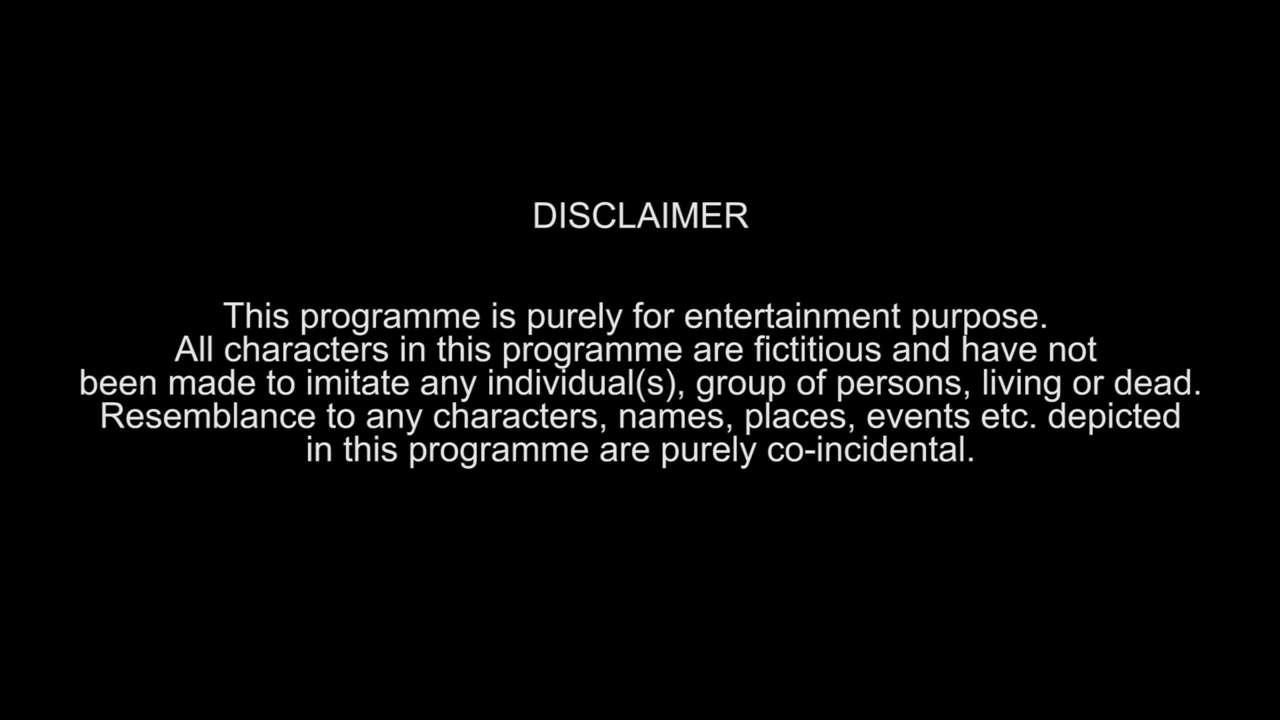 DISCLAIMER
This programme is purely for entertainment purpose.
All characters in this programme are fictitious and have not
been made to imitate any individual(s), group of persons, living or dead.
Resemblance to any characters, names, places, events etc. depicted
in this programme are purely co-incidental.